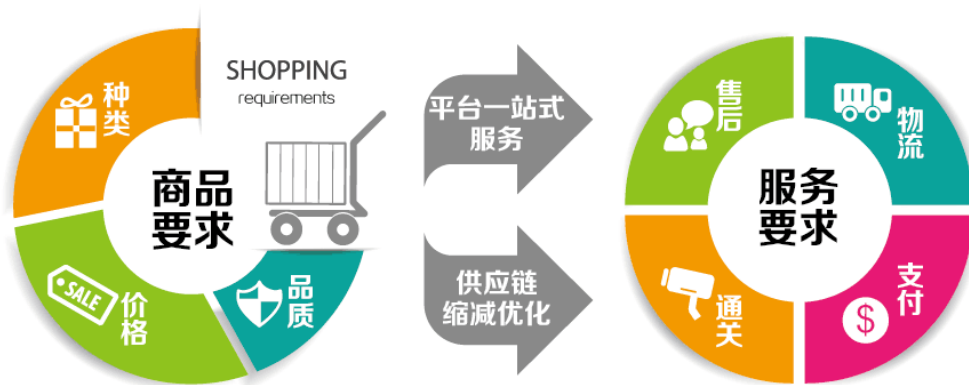 SHOPPING
requirements
种类
商品
要求
SALE
价格
品质
平台一站式
服务
供应链
缩减优化
售后
物流
服务
要求
通关
支付
$